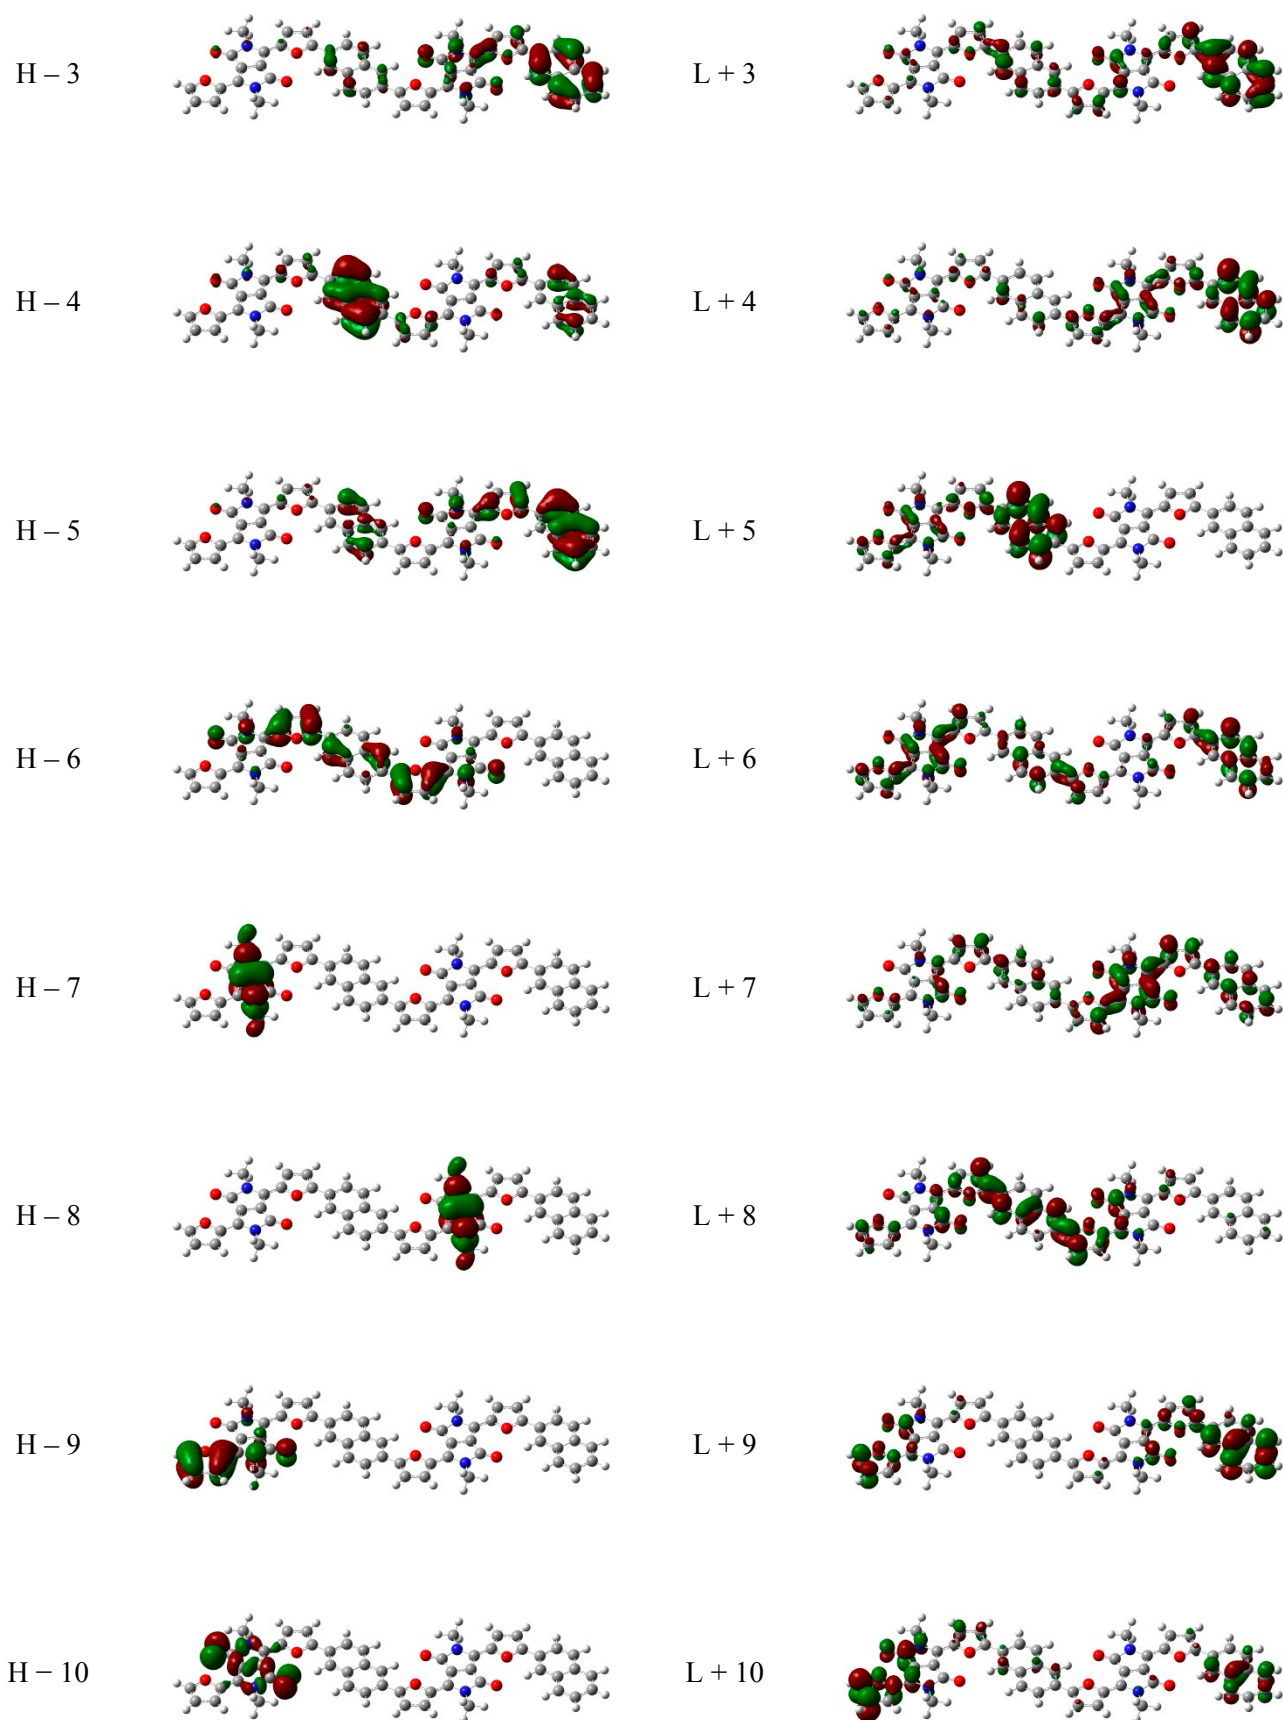 H – 3
L + 3
H – 4
L + 4
H – 5
L + 5
H – 6
L + 6
H – 7
L + 7
H – 8
L + 8
H – 9
L + 9
H − 10
L + 10